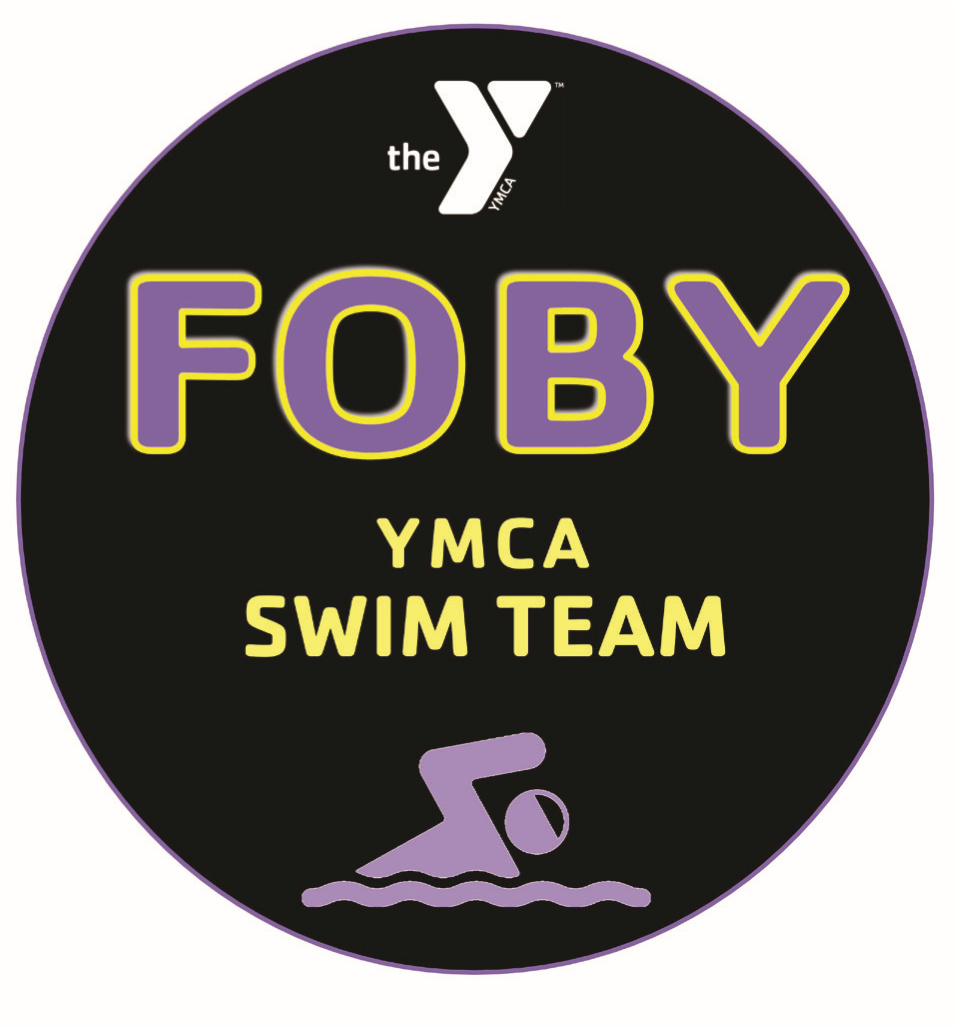 the
YMCA
™
FOBY
YMCA
SWIM TEAM